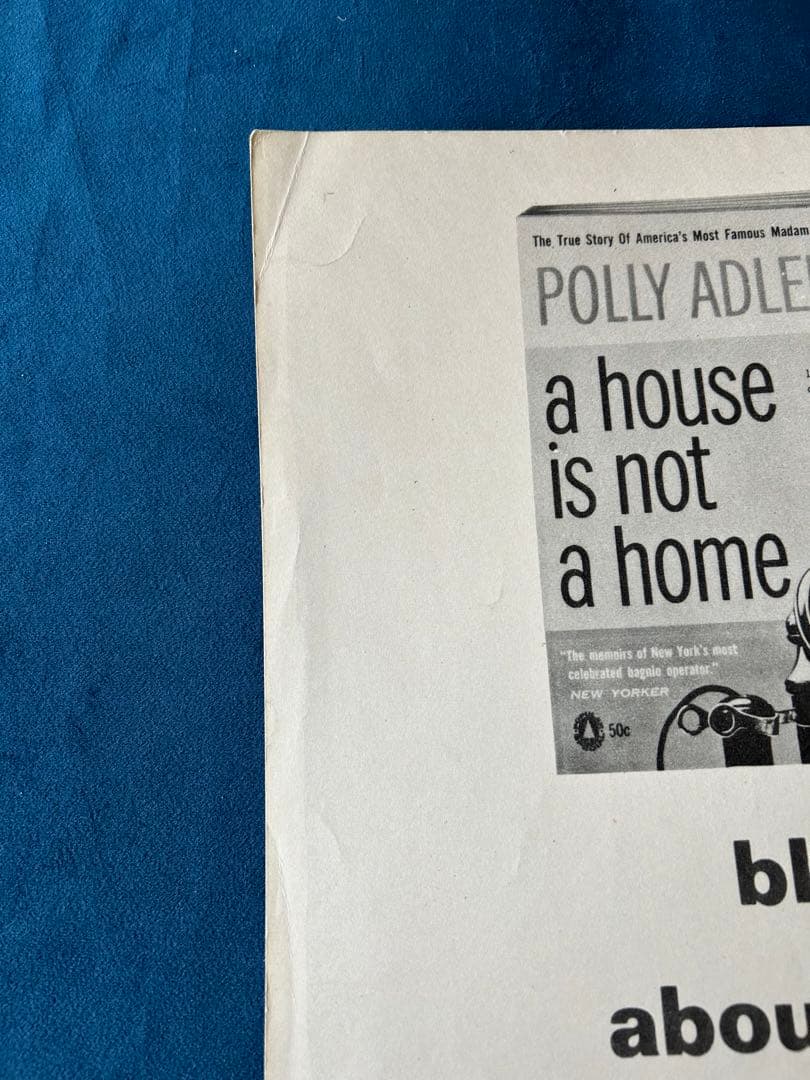 The True Story Of America's Most Famous Madam
POLLY ADLE
a house
is not
a home
"The memoirs of New York's most
celebrated bagnio operator."
NEW YORKER
50c
bl
abou